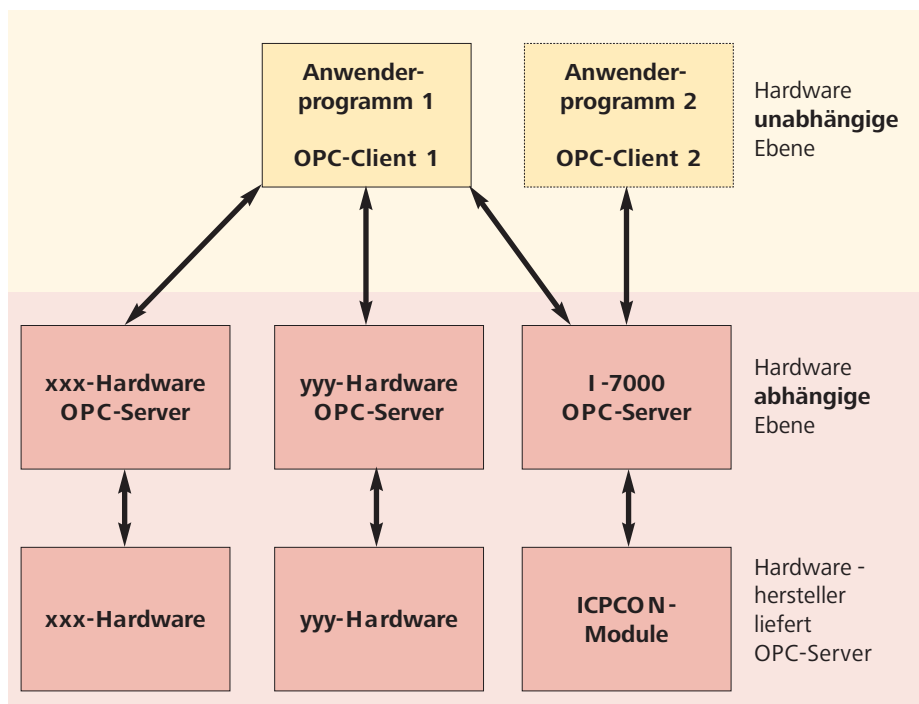 Anwender-
programm 1
OPC-Client 1
Anwender-
programm 2
OPC-Client 2
Hardware
unabhängige
Ebene
xxx-Hardware
OPC-Server
yyy-Hardware
OPC-Server
I-7000
OPC-Server
Hardware
abhängige
Ebene
xxx-Hardware
yyy-Hardware
ICPCON-
Module
Hardware-
hersteller
liefert
OPC-Server